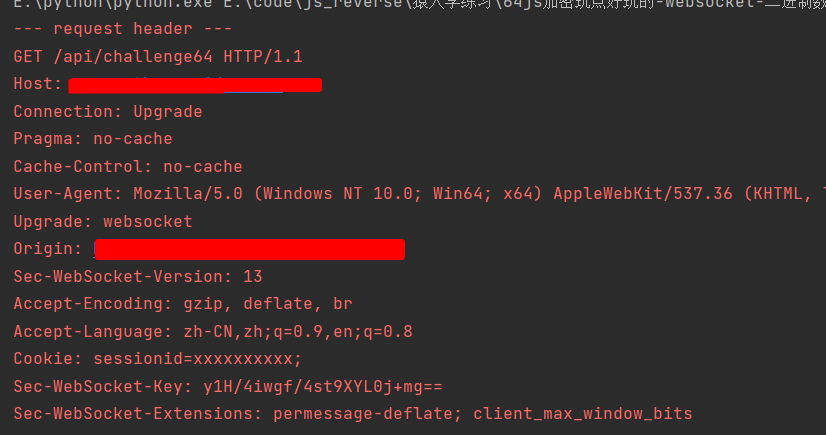 E:\python\python.exe E:\code\js_reverse\猿人学练习\64js加密玩点好玩的-Websocket-二进制数
--- request header ---
GET /api/challenge64 HTTP/1.1
Host:
Connection: Upgrade
Pragma: no-cache
Cache-Control: no-cache
User-Agent: Mozilla/5.0 (Windows NT 10.0; Win64; x64) AppleWebKit/537.36 (KHTML,
Upgrade: websocket
Origin:
Sec-WebSocket-Version: 13
Accept-Encoding: gzip, deflate, br
Accept-Language: zh-CN,zh;q=0.9,en;q=0.8
Cookie: sessionid=xxxxxxxxxx;
Sec-WebSocket-Key: y1H/4iwgf/4st9XYL0j+mg==
Sec-WebSocket-Extensions: permessage-deflate; client_max_window_bits